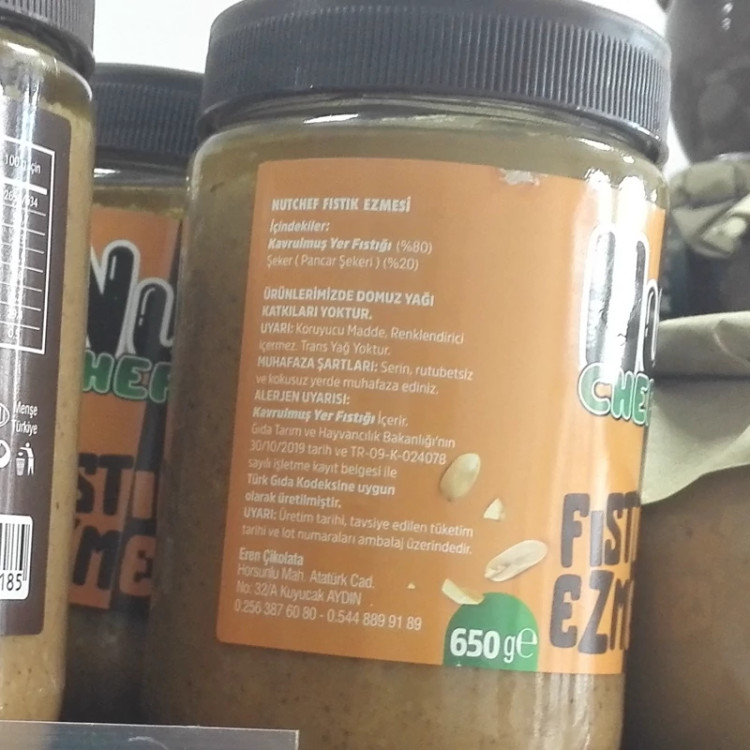 NUTCHEF FISTIK EZMESİ
İçindekiler:
Kavrulmuş Yer Fıstığı (%80)
Şeker ( Pancar Şekeri ) (%20)
ÜRÜNLERİMİZDE DOMUZ YAĞI
KATKILARI YOKTUR.
UYARI: Koruyucu Madde, Renklendirici
içermez. Trans Yağ Yoktur.
MUHAFAZA ŞARTLARI: Serin, rutubetsiz
ve kokusuz yerde muhafaza ediniz.
ALERJEN UYARISI:
Kavrulmuş Yer Fıstığı İçerir.
Gıda Tarım ve Hayvancılık Bakanlığı'nın
30/10/2019 tarih ve TR-09-K-024078
sayılı işletme kayıt belgesi ile
Türk Gıda Kodeksine uygun
olarak üretilmiştir.
UYARI: Üretim tarihi, tavsiye edilen tüketim
tarihi ve lot numaraları ambalaj üzerindedir.
Eren Çikolata
Horsunlu Mah. Atatürk Cad.
No: 32/A Kuyucak AYDIN
0.256 387 60 80 - 0.544 889 91 89
650 ge
Menşe
Türkiye
185